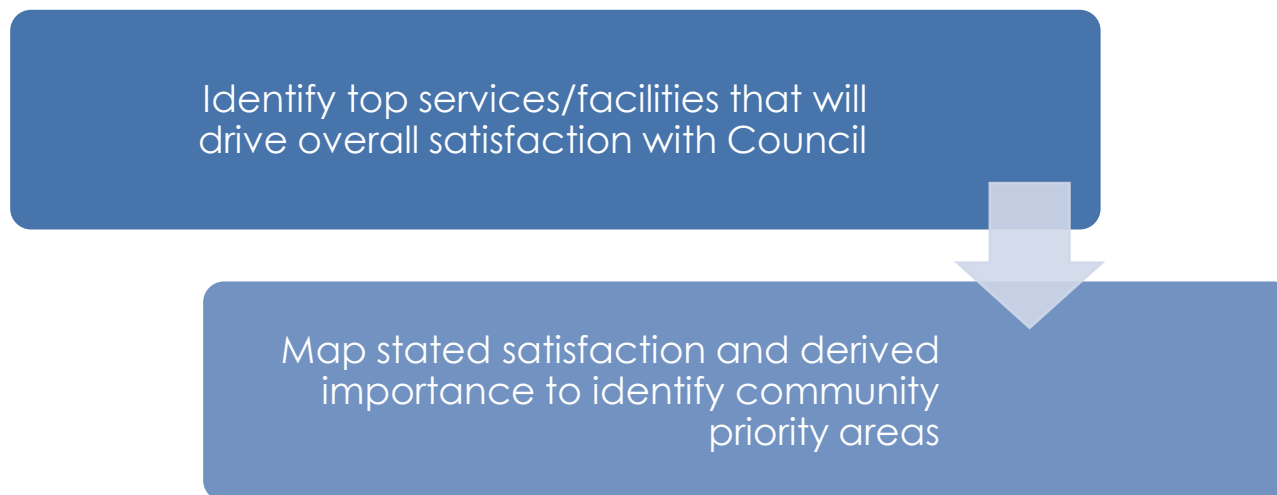 Identify top services/facilities that will
drive overall satisfaction with Council
Map stated satisfaction and derived
importance to identify community
priority areas